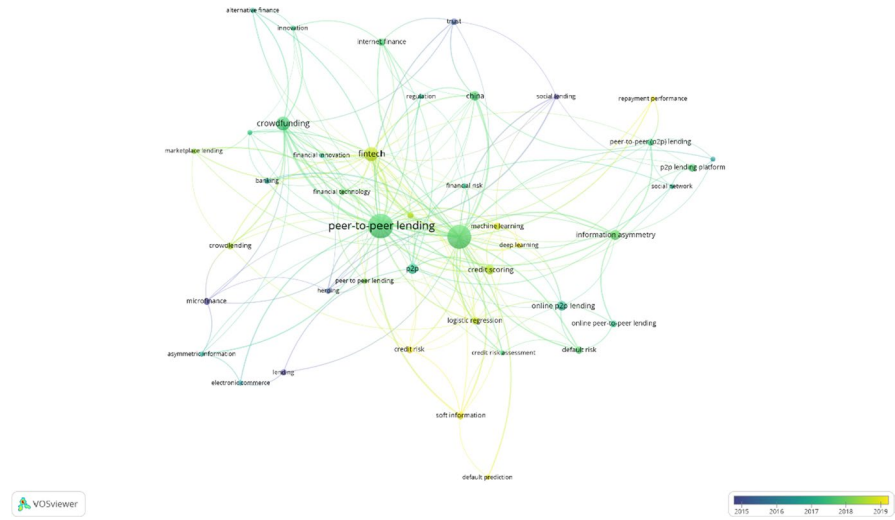 alternative finance
innovation
trust
internet finance
regulation
china
social lending
repayment performance
crowdfunding
marketplace lending
financial innovation
fintech
peer-to-peer (p2p) lending
p2p lending platform
banking
financial technology
financial risk
social network
peer-to-peer lending
machine learning
information asymmetry
crowdlending
deep learning
p2p
credit scoring
peer to peer lending
herding
microfinance
online p2p lending
logistic regression
online peer-to-peer lending
asymmetric information
credit risk
credit risk assessment
default risk
lending
electronic commerce
soft information
default prediction
VOSviewer
2015 2016 2017 2018 2019